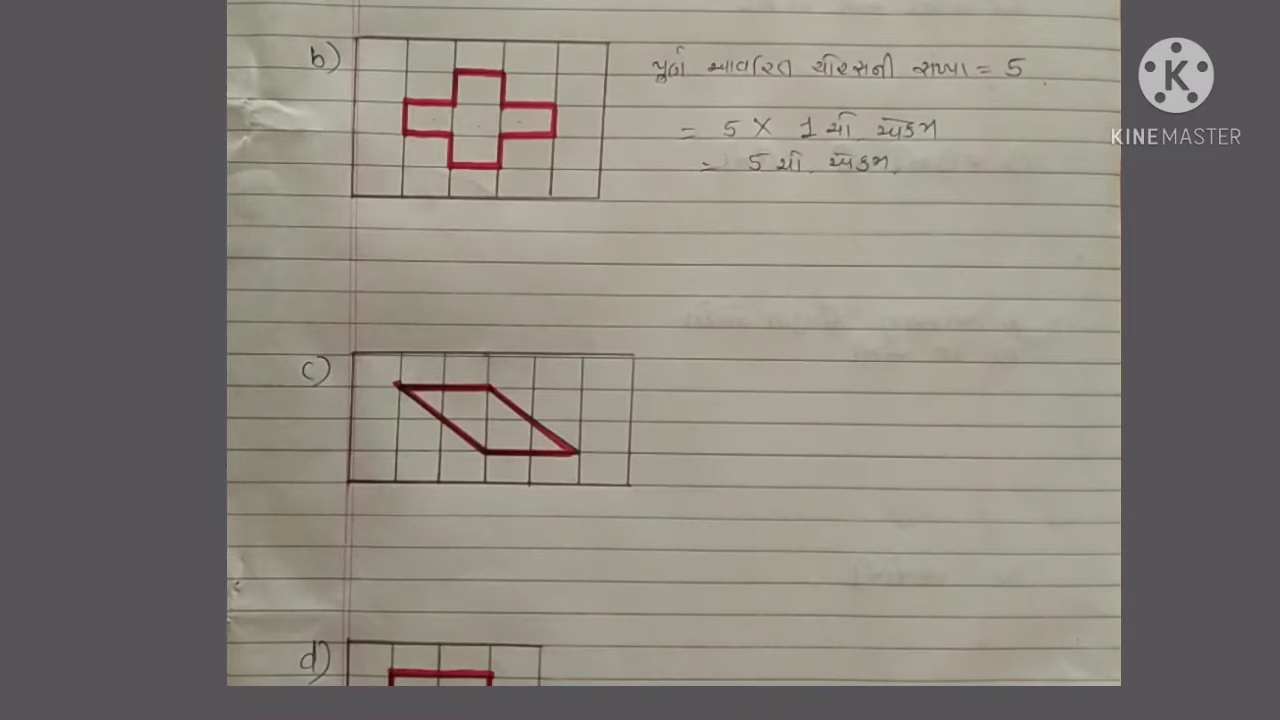 b)
પુર્ણ આવરિત ચોરસની સંખ્યા = 5
= 5 X 1 ચો એકમ
= 5 ચો. એકમ.
K
KINEMASTER
c)
d)